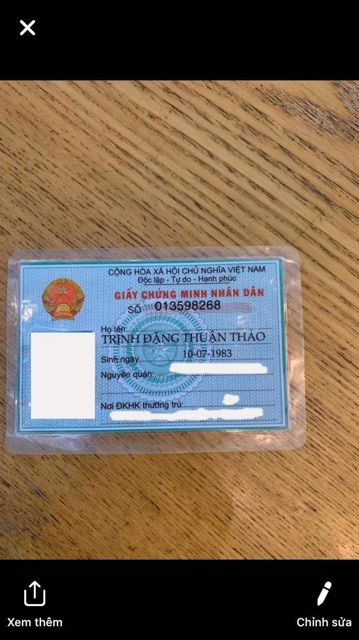 CỘNG HÒA XÃ HỘI CHỦ NGHĨA VIỆT NAM
Độc lập - Tự do - Hạnh phúc
GIẤY CHỨNG MINH NHÂN DÂN
SỐ 013598268
Họ tên:
TRỊNH ĐẶNG THUẬN THẢO
Sinh ngày 10-07-1983
Nguyên quán:
Nơi ĐKHK thường trú:
Xem thêm
Chỉnh sửa